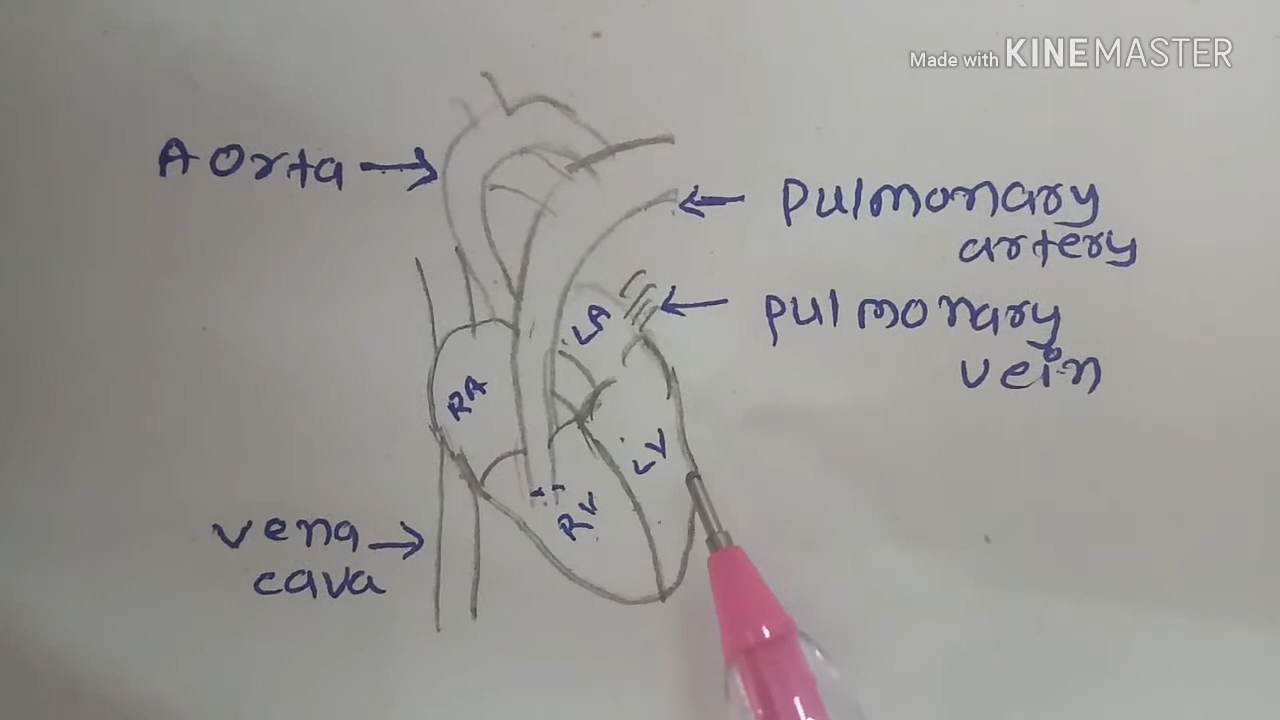 Made with KINEMASTER
Aorta
Pulmonary
artery
pulmonary
vein
LA
RA
LV
RV
vena
cava